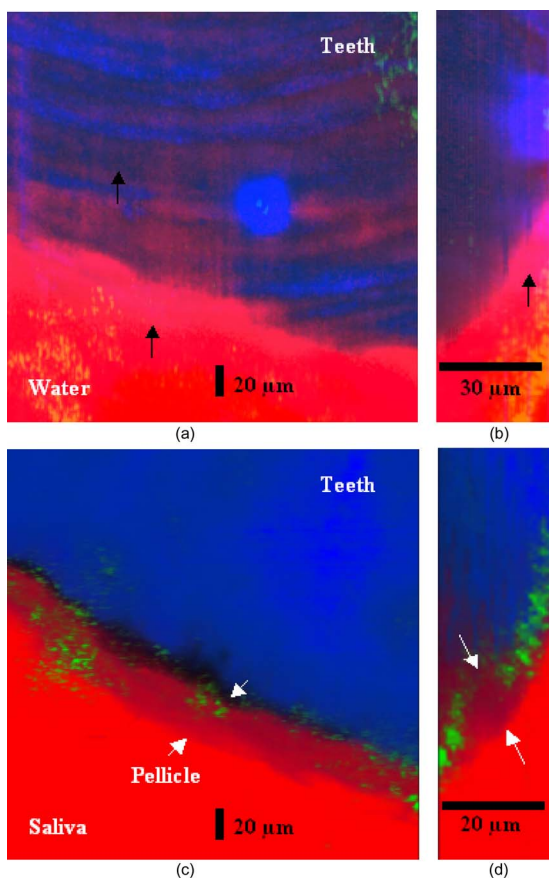 Teeth
Water
20 µm
30 µm
(a)
(b)
Teeth
Pellicle
Saliva
20 µm
20 µm
(c)
(d)